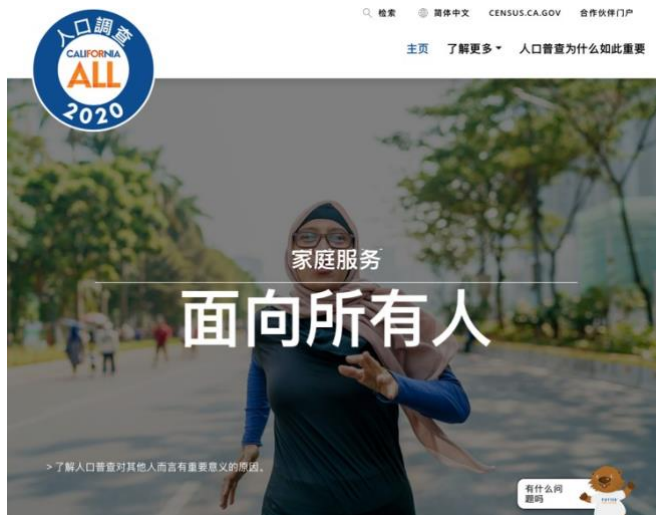 检索 简体中文 CENSUS.CA.GOV 合作伙伴门户
人口調查
CALIFORNIA
ALL
2020
主页 了解更多 人口普查为什么如此重要
家庭服务
面向所有人
> 了解人口普查对其他人而言有重要意义的原因。
有什么问
题吗